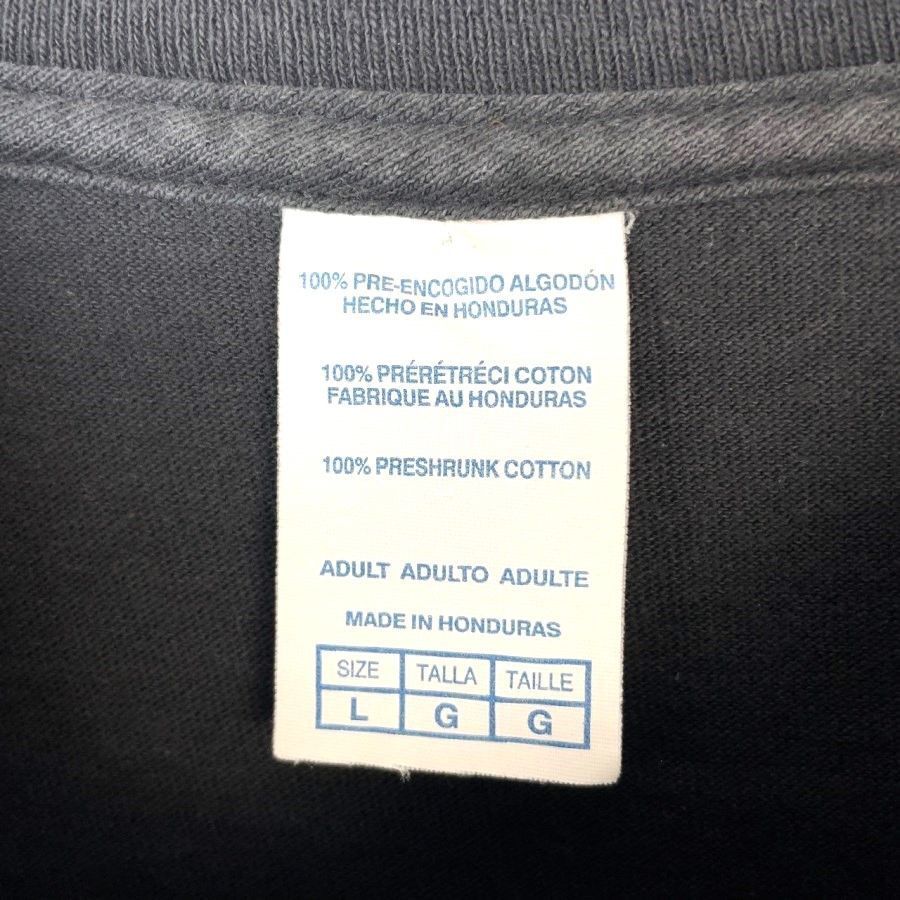 100% PRE-ENCOGIDO ALGODÓN
HECHO EN HONDURAS
100% PRÉRÉTRÉCI COTON
FABRIQUE AU HONDURAS
100% PRESHRUNK COTTON
ADULT ADULTO ADULTE
MADE IN HONDURAS
SIZE TALLA TAILLE
L G G